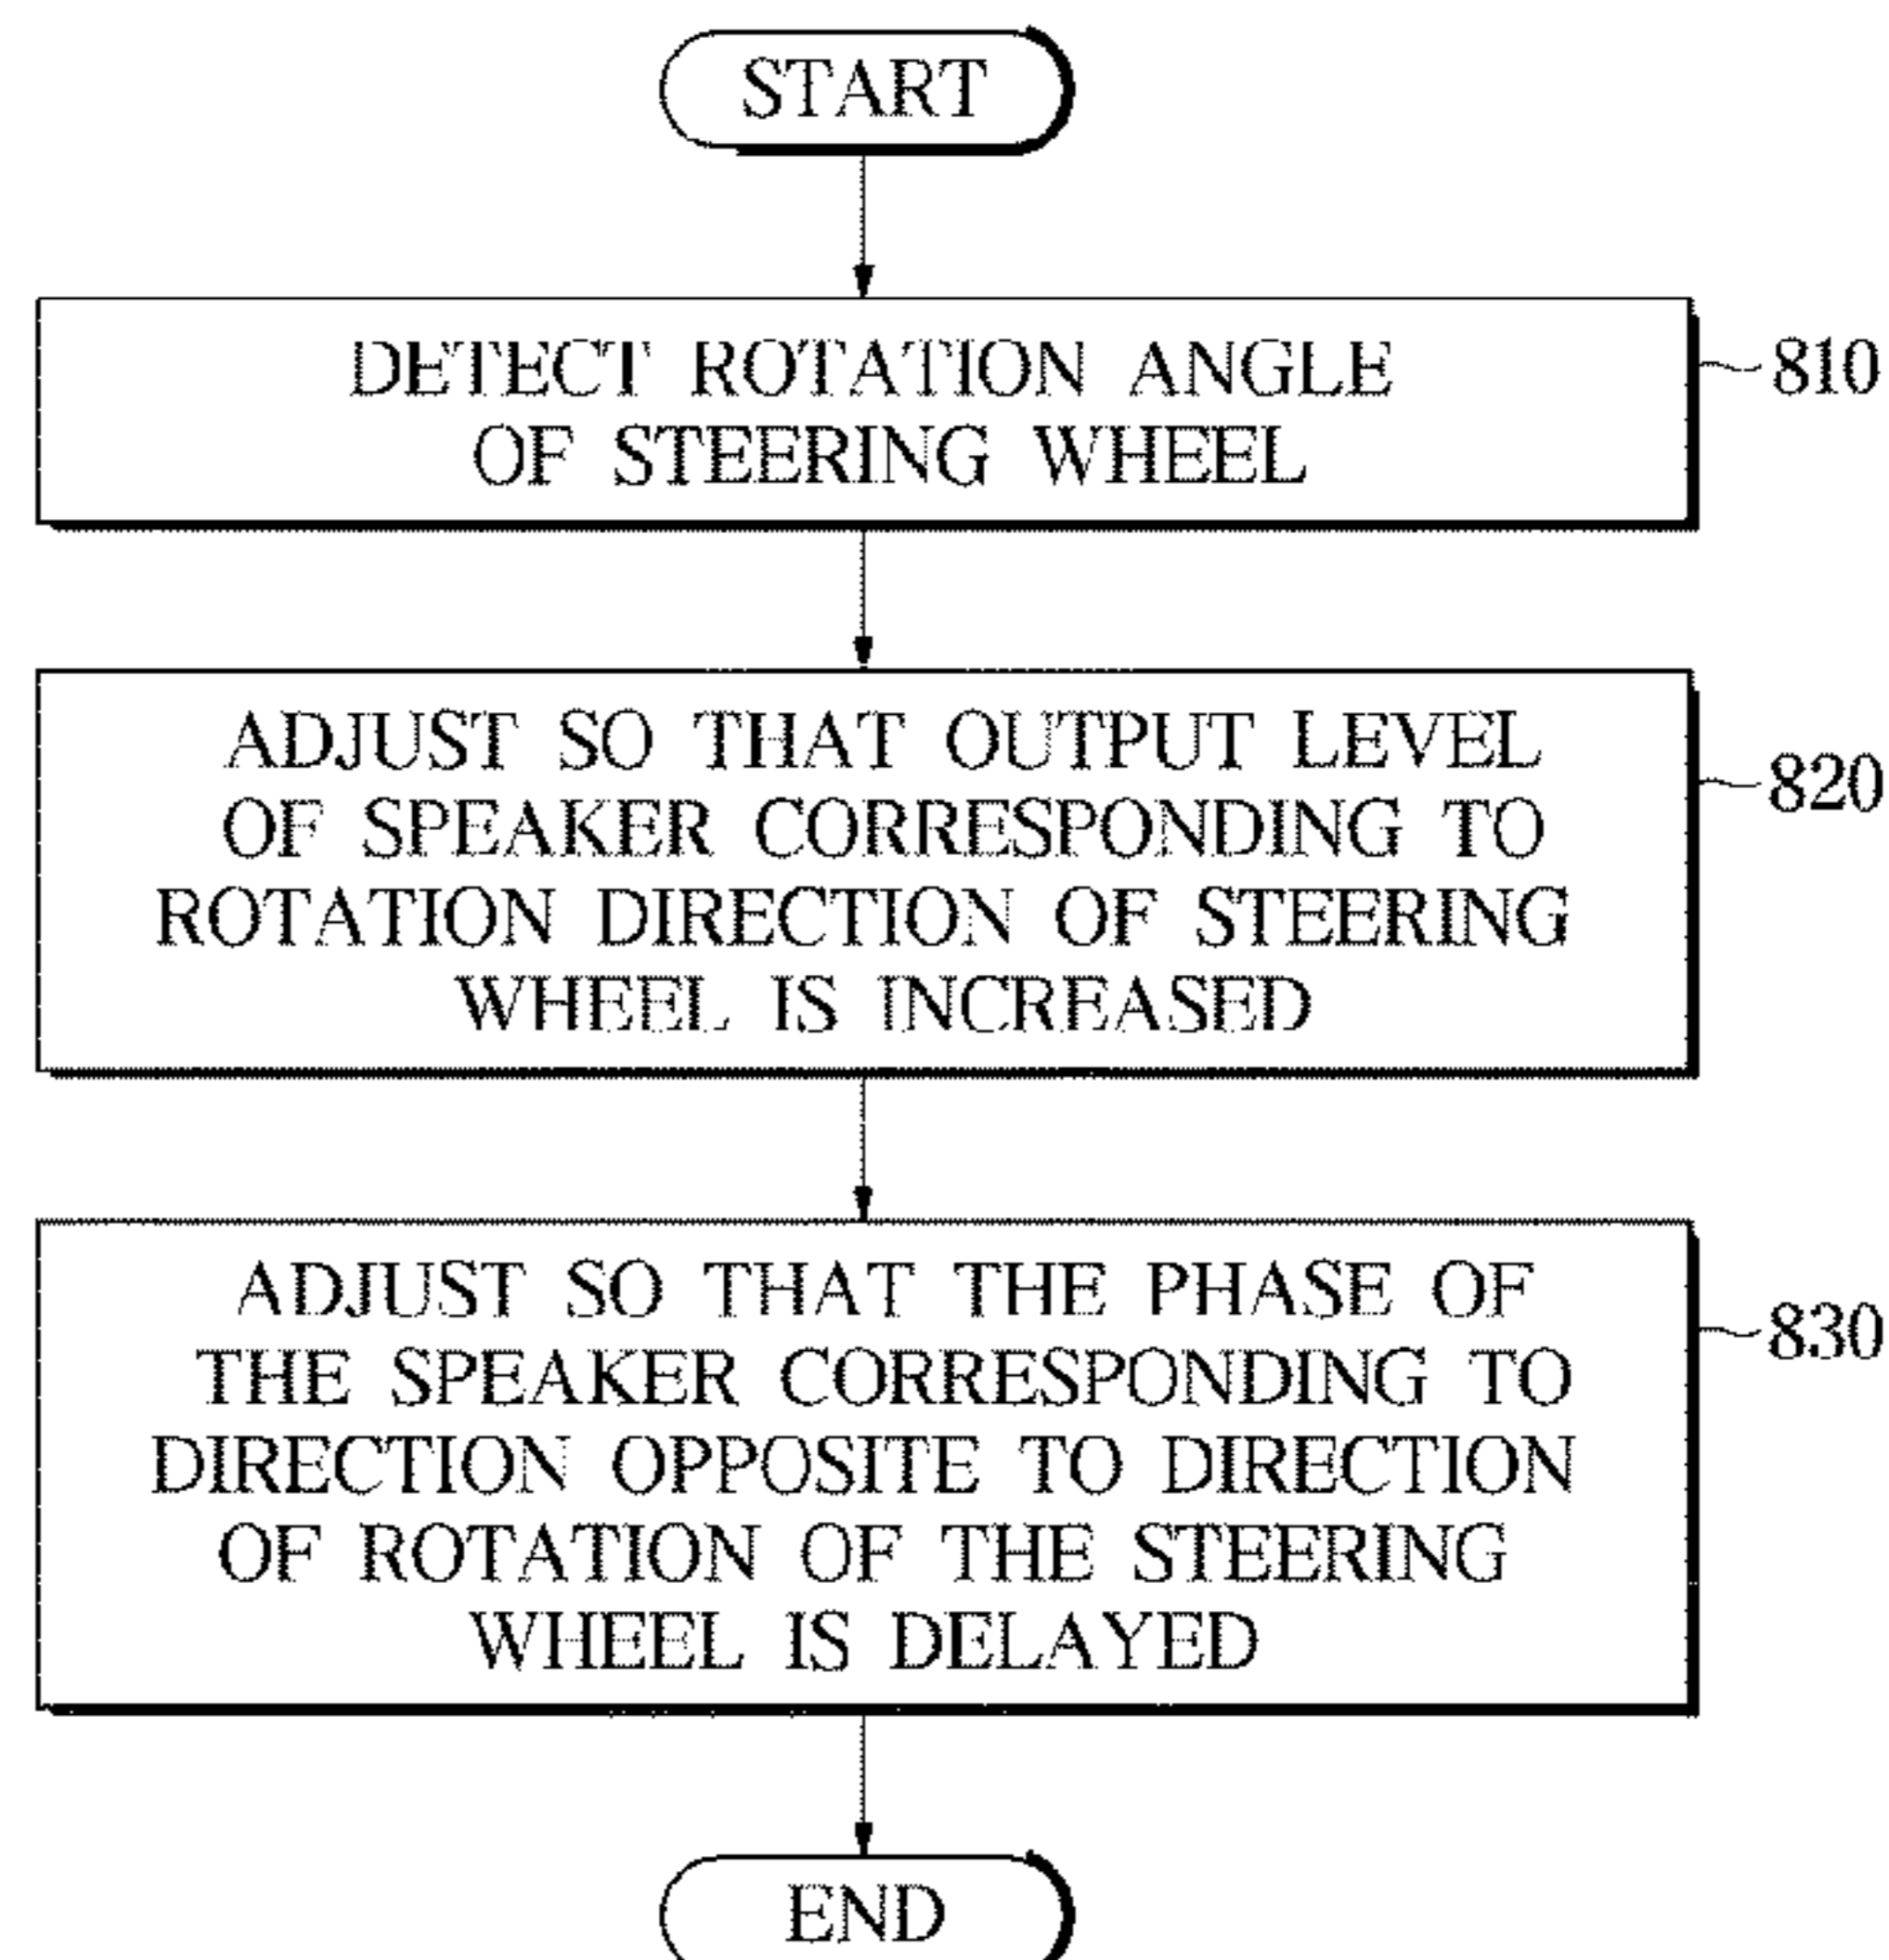 START
DETECT ROTATION ANGLE
OF STEERING WHEEL
810
ADJUST SO THAT OUTPUT LEVEL
OF SPEAKER CORRESPONDING TO
ROTATION DIRECTION OF STEERING
WHEEL IS INCREASED
820
ADJUST SO THAT THE PHASE OF
THE SPEAKER CORRESPONDING TO
DIRECTION OPPOSITE TO DIRECTION
OF ROTATION OF THE STEERING
WHEEL IS DELAYED
830
END